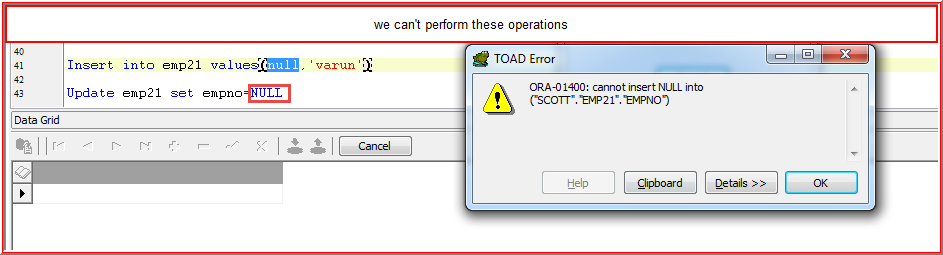 we can't perform these operations
40
41 Insert into emp21 values(null,'varun')
42
43 Update emp21 set empno=NULL
TOAD Error
ORA-01400: cannot insert NULL into
("SCOTT"."EMP21"."EMPNO")
Help Clipboard Details >> OK
Data Grid
Cancel